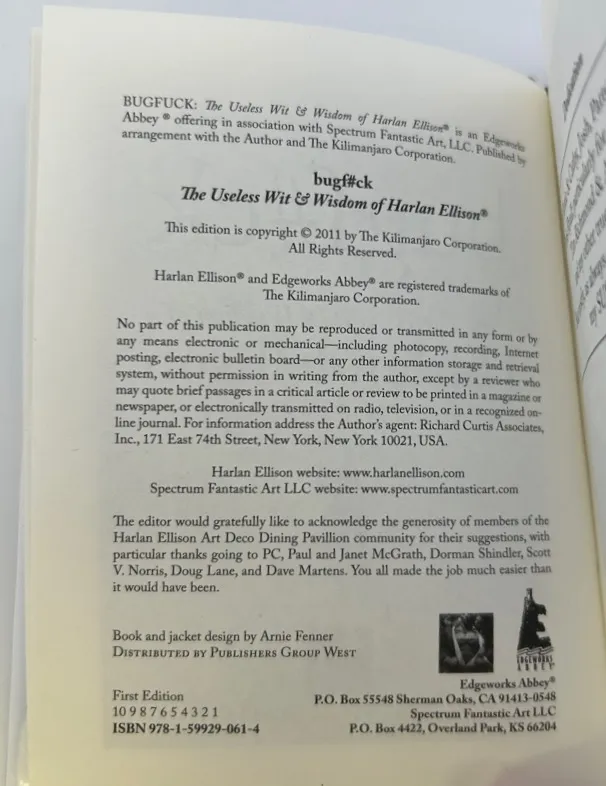 BUGFUCK: The Useless Wit & Wisdom of Harlan Ellison® is an Edgeworks
Abbey ® offering in association with Spectrum Fantastic Art, LLC. Published by
arrangement with the Author and The Kilimanjaro Corporation.
bugf#ck
The Useless Wit & Wisdom of Harlan Ellison®
This edition is copyright © 2011 by The Kilimanjaro Corporation.
All Rights Reserved.
Harlan Ellison® and Edgeworks Abbey® are registered trademarks of
The Kilimanjaro Corporation.
No part of this publication may be reproduced or transmitted in any form or by
any means electronic or mechanical—including photocopy, recording, Internet
posting, electronic bulletin board—or any other information storage and retrieval
system, without permission in writing from the author, except by a reviewer who
may quote brief passages in a critical article or review to be printed in a magazine or
newspaper, or electronically transmitted on radio, television, or in a recognized on-
line journal. For information address the Author's agent: Richard Curtis Associates,
Inc., 171 East 74th Street, New York, New York 10021, USA.
Harlan Ellison website: www.harlanellison.com
Spectrum Fantastic Art LLC website: www.spectrumfantasticart.com
The editor would gratefully like to acknowledge the generosity of members of the
Harlan Ellison Art Deco Dining Pavillion community for their suggestions, with
particular thanks going to PC, Paul and Janet McGrath, Dorman Shindler, Scott
V. Norris, Doug Lane, and Dave Martens. You all made the job much easier than
it would have been.
Book and jacket design by Arnie Fenner
Distributed by Publishers Group West
EDGEWORKS
ABBEY
First Edition
10 9 8 7 6 5 4 3 2 1
ISBN 978-1-59929-061-4
Edgeworks Abbey®
P.O. Box 55548 Sherman Oaks, CA 91413-0548
Spectrum Fantastic Art LLC
P.O. Box 4422, Overland Park, KS 66204